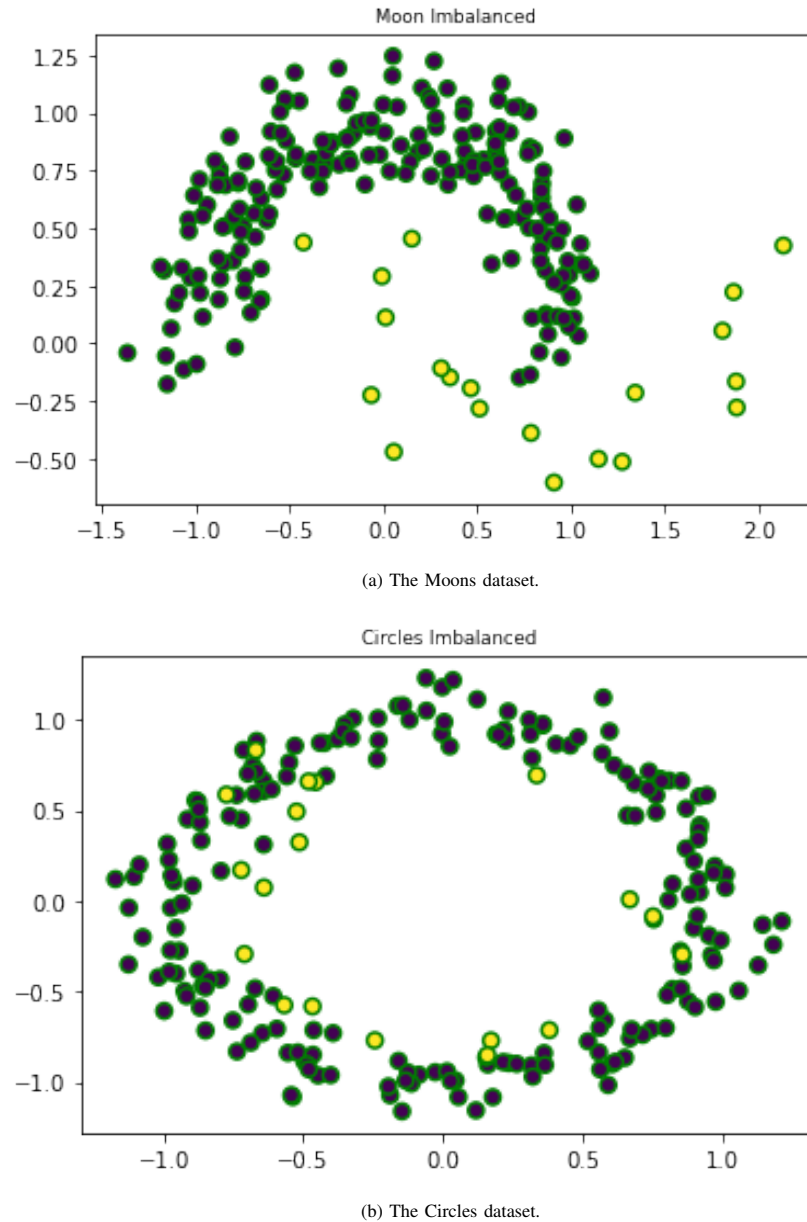 Moon Imbalanced
1.25
1.00
0.75
0.50
0.25
0.00
−0.25
−0.50
−1.5 −1.0 −0.5 0.0 0.5 1.0 1.5 2.0
(a) The Moons dataset.
Circles Imbalanced
1.0
0.5
0.0
−0.5
−1.0
−1.0 −0.5 0.0 0.5 1.0
(b) The Circles dataset.